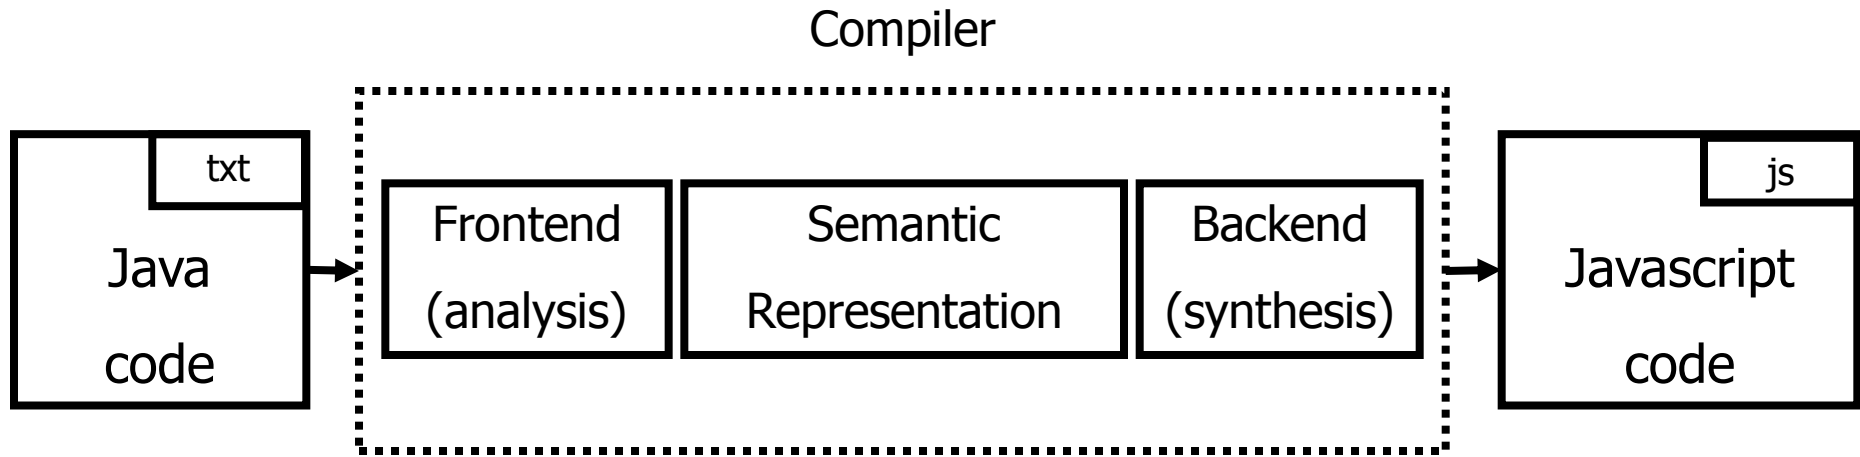 Compiler
txt
Java
code
Frontend
(analysis)
Semantic
Representation
Backend
(synthesis)
js
Javascript
code